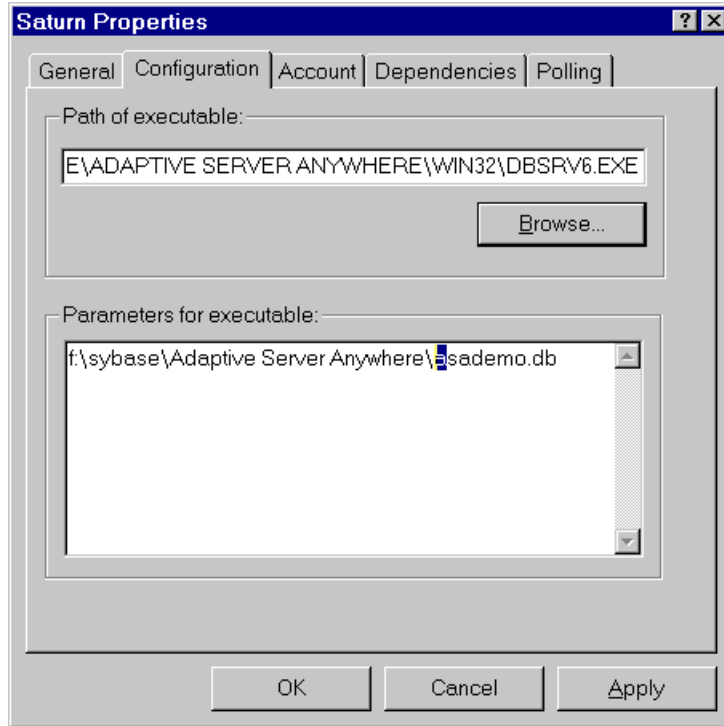 Saturn Properties
General Configuration Account Dependencies Polling
Path of executable:
E\ADAPTIVE SERVER ANYWHERE\WIN32\DBSRV6.EXE
Browse...
Parameters for executable:
f:\sybase\Adaptive Server Anywhere\asademo.db
OK Cancel Apply